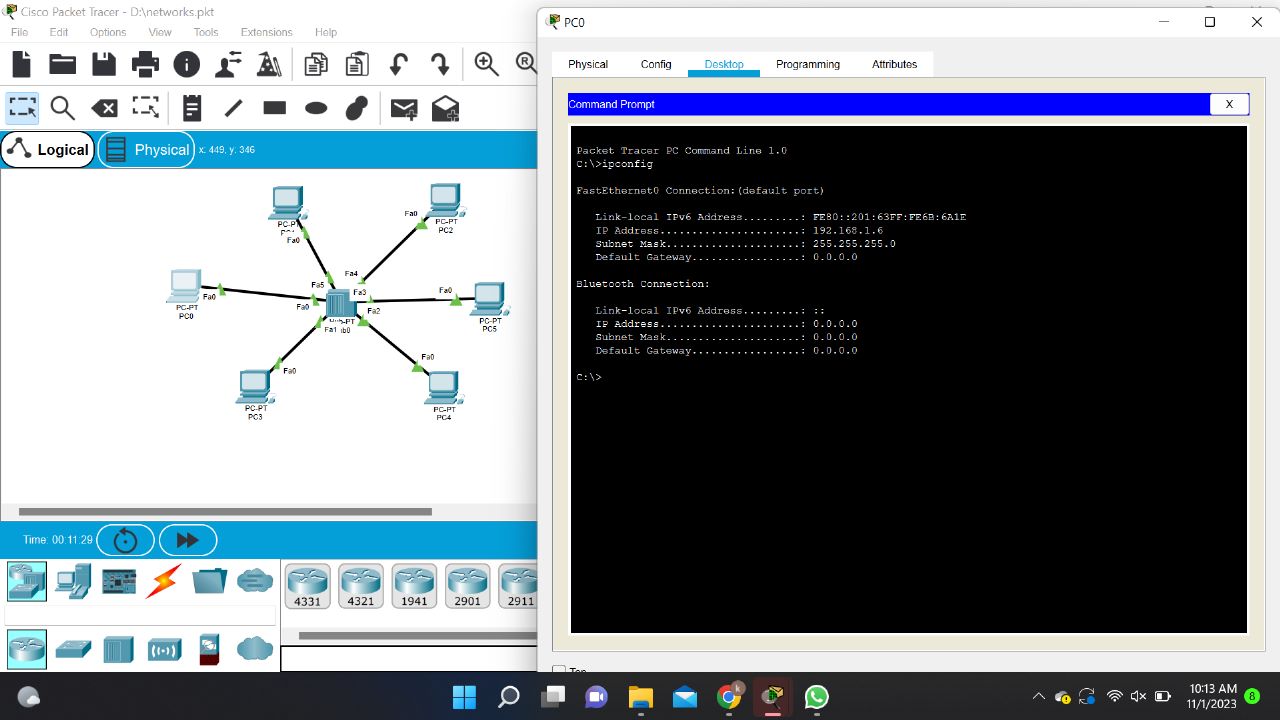 Cisco Packet Tracer - D:\networks.pkt
File Edit Options View Tools Extensions Help
Logical
Physical
x: 449, y: 346
PC-PT
Fa0
Fa0
PC-PT
PC2
Fa0
PC-PT
PC0
Fa5
Fa4
Fa3
Fa0
Fa2
Fa1
Fa0
PC-PT
PC5
Fa0
PC-PT
PC3
Fa0
PC-PT
PC4
Time: 00:11:29
4331
4321
1941
2901
2911
PC0
Physical Config Desktop Programming Attributes
Command Prompt
X
Packet Tracer PC Command Line 1.0
C:\>ipconfig
FastEthernet0 Connection:(default port)
Link-local IPv6 Address.........: FE80::201:63FF:FE6B:6A1E
IP Address......................: 192.168.1.6
Subnet Mask.....................: 255.255.255.0
Default Gateway.................: 0.0.0.0
Bluetooth Connection:
Link-local IPv6 Address.........: ::
IP Address......................: 0.0.0.0
Subnet Mask.....................: 0.0.0.0
Default Gateway.................: 0.0.0.0
C:\>
10:13 AM
11/1/2023
8